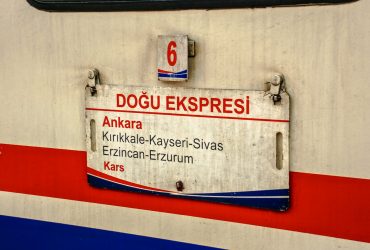 6
DOĞU EKSPRESİ
Ankara
Kırıkkale-Kayseri-Sivas
Erzincan-Erzurum
Kars